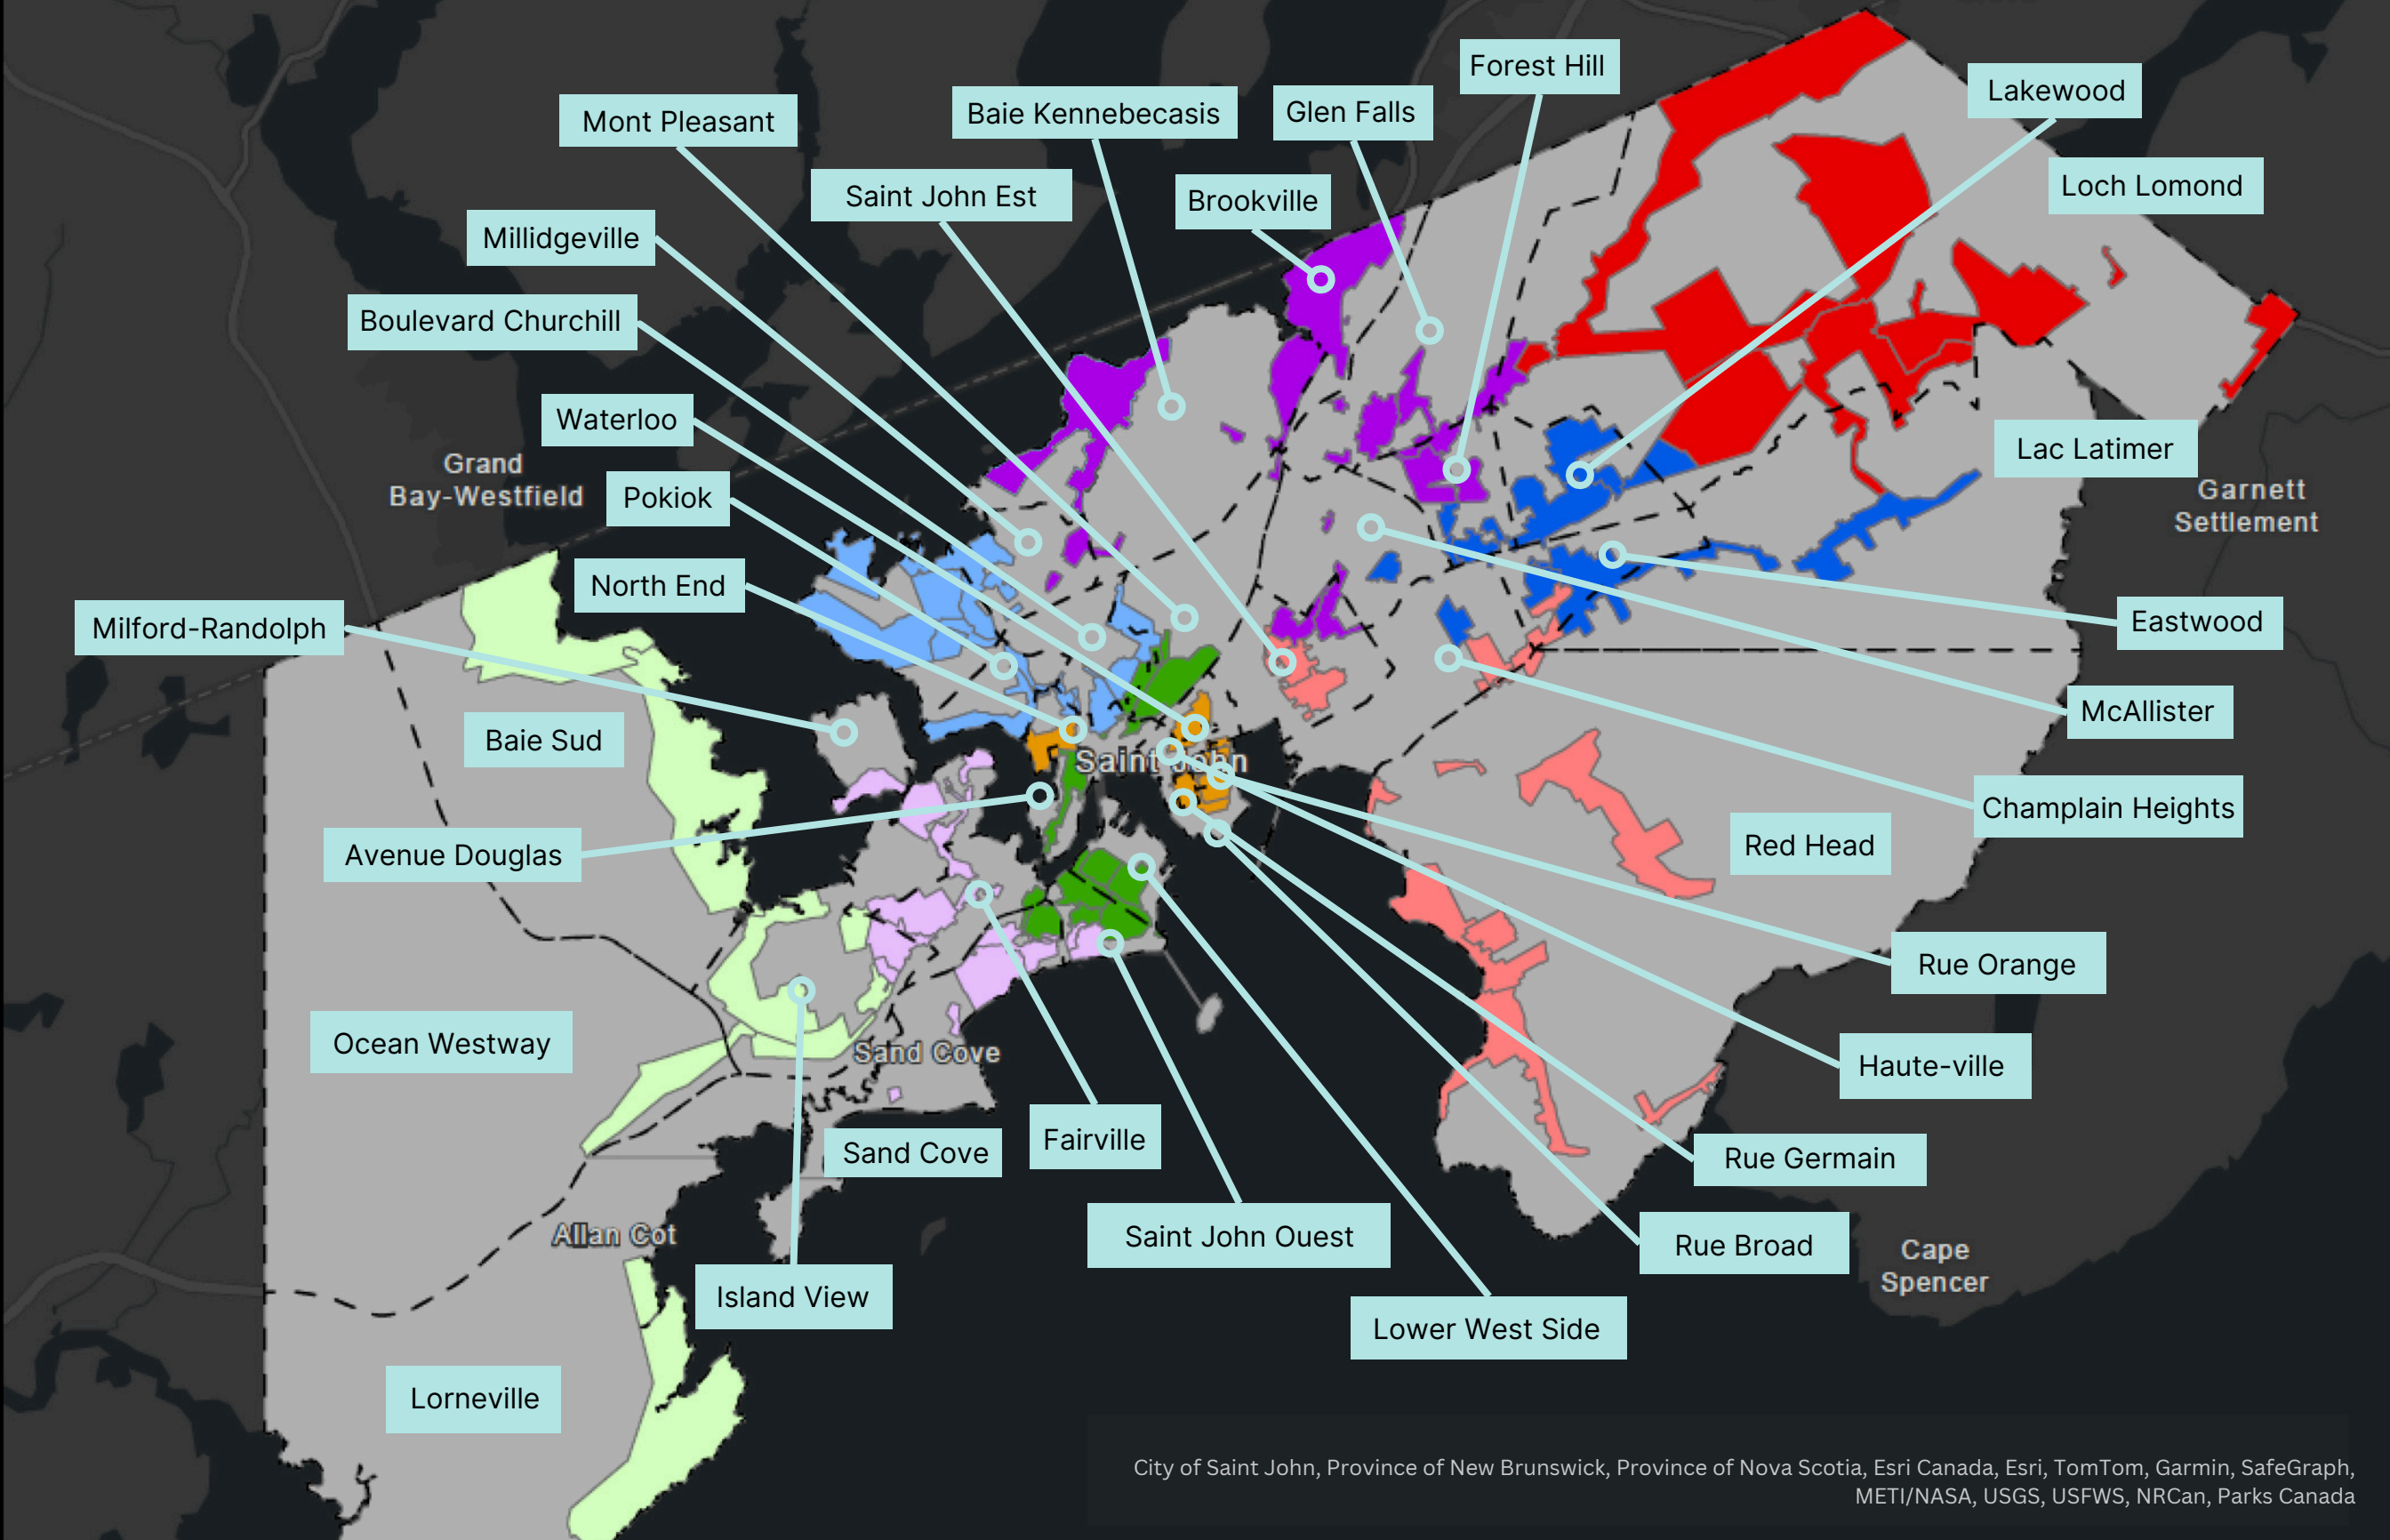 Forest Hill
Lakewood
Mont Pleasant
Baie Kennebecasis
Glen Falls
Loch Lomond
Saint John Est
Brookville
Millidgeville
Boulevard Churchill
Waterloo
Lac Latimer
Grand
Bay-Westfield
Pokiok
Garnett
Settlement
North End
Milford-Randolph
Eastwood
McAllister
Baie Sud
Saint John
Champlain Heights
Red Head
Avenue Douglas
Rue Orange
Ocean Westway
Sand Cove
Haute-ville
Fairville
Sand Cove
Rue Germain
Allan Cot
Saint John Ouest
Rue Broad
Cape
Spencer
Island View
Lower West Side
Lorneville
City of Saint John, Province of New Brunswick, Province of Nova Scotia, Esri Canada, Esri, TomTom, Garmin, SafeGraph,
METI/NASA, USGS, USFWS, NRCan, Parks Canada